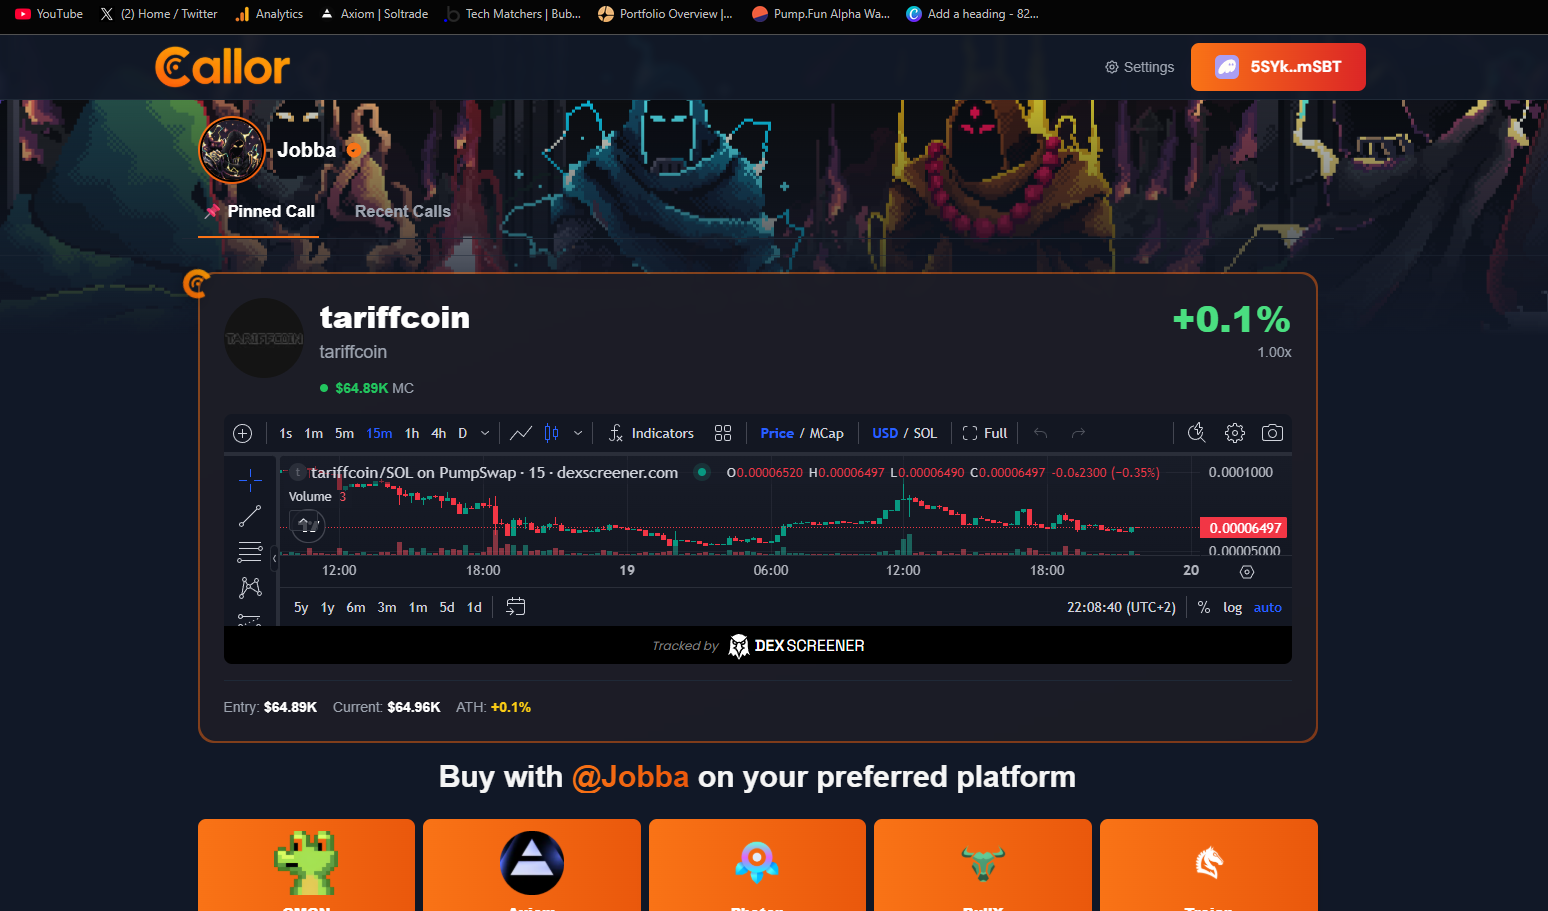 YouTube (2) Home / Twitter Analytics Axiom | Soltrade Tech Matchers | Bub... Portfolio Overview |... Pump.Fun Alpha Wa... Add a heading - 82...
Callor
Settings 5SYk..mSBT
Jobba
Pinned Call Recent Calls
tariffcoin +0.1%
TARIFFCOIN
tariffcoin 1.00x
$64.89K MC
1s 1m 5m 15m 1h 4h D Indicators Price / MCap USD / SOL Full
t tariffcoin/SOL on PumpSwap · 15 · dexscreener.com O0.00006520 H0.00006497 L0.00006490 C0.00006497 -0.0₆2300 (−0.35%) 0.0001000
Volume 3
0.00006497
0.00005000
12:00 18:00 19 06:00 12:00 18:00 20
5y 1y 6m 3m 1m 5d 1d 22:08:40 (UTC+2) % log auto
Tracked by DEX SCREENER
Entry: $64.89K Current: $64.96K ATH: +0.1%
Buy with @Jobba on your preferred platform